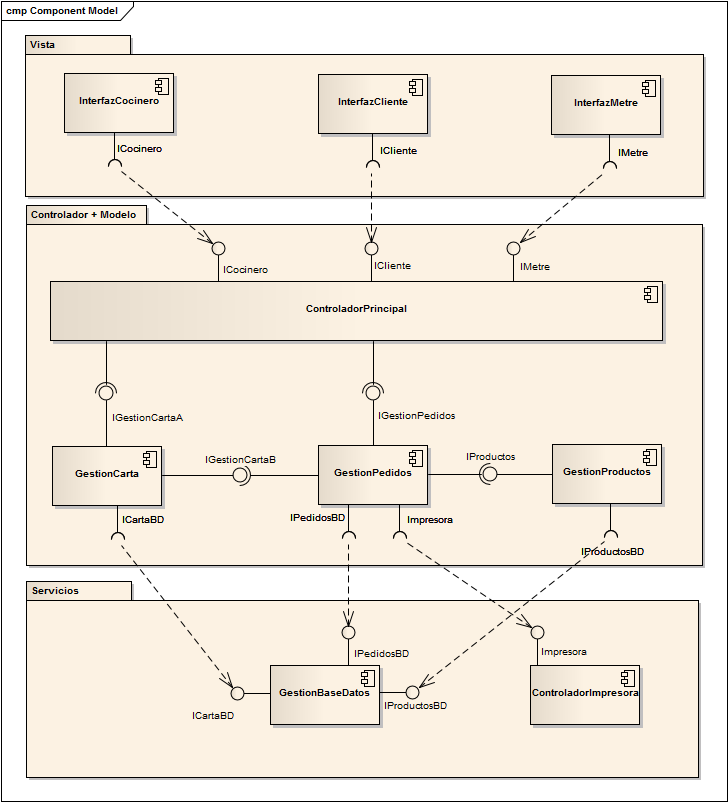 cmp Component Model
Vista
InterfazCocinero
InterfazCliente
InterfazMetre
ICocinero
ICliente
IMetre
Controlador + Modelo
ICocinero
ICliente
IMetre
ControladorPrincipal
IGestionCartaA
IGestionPedidos
IGestionCartaB
IProductos
GestionCarta
GestionPedidos
GestionProductos
ICartaBD
IPedidosBD
Impresora
IProductosBD
Servicios
IPedidosBD
Impresora
GestionBaseDatos
ControladorImpresora
ICartaBD
IProductosBD